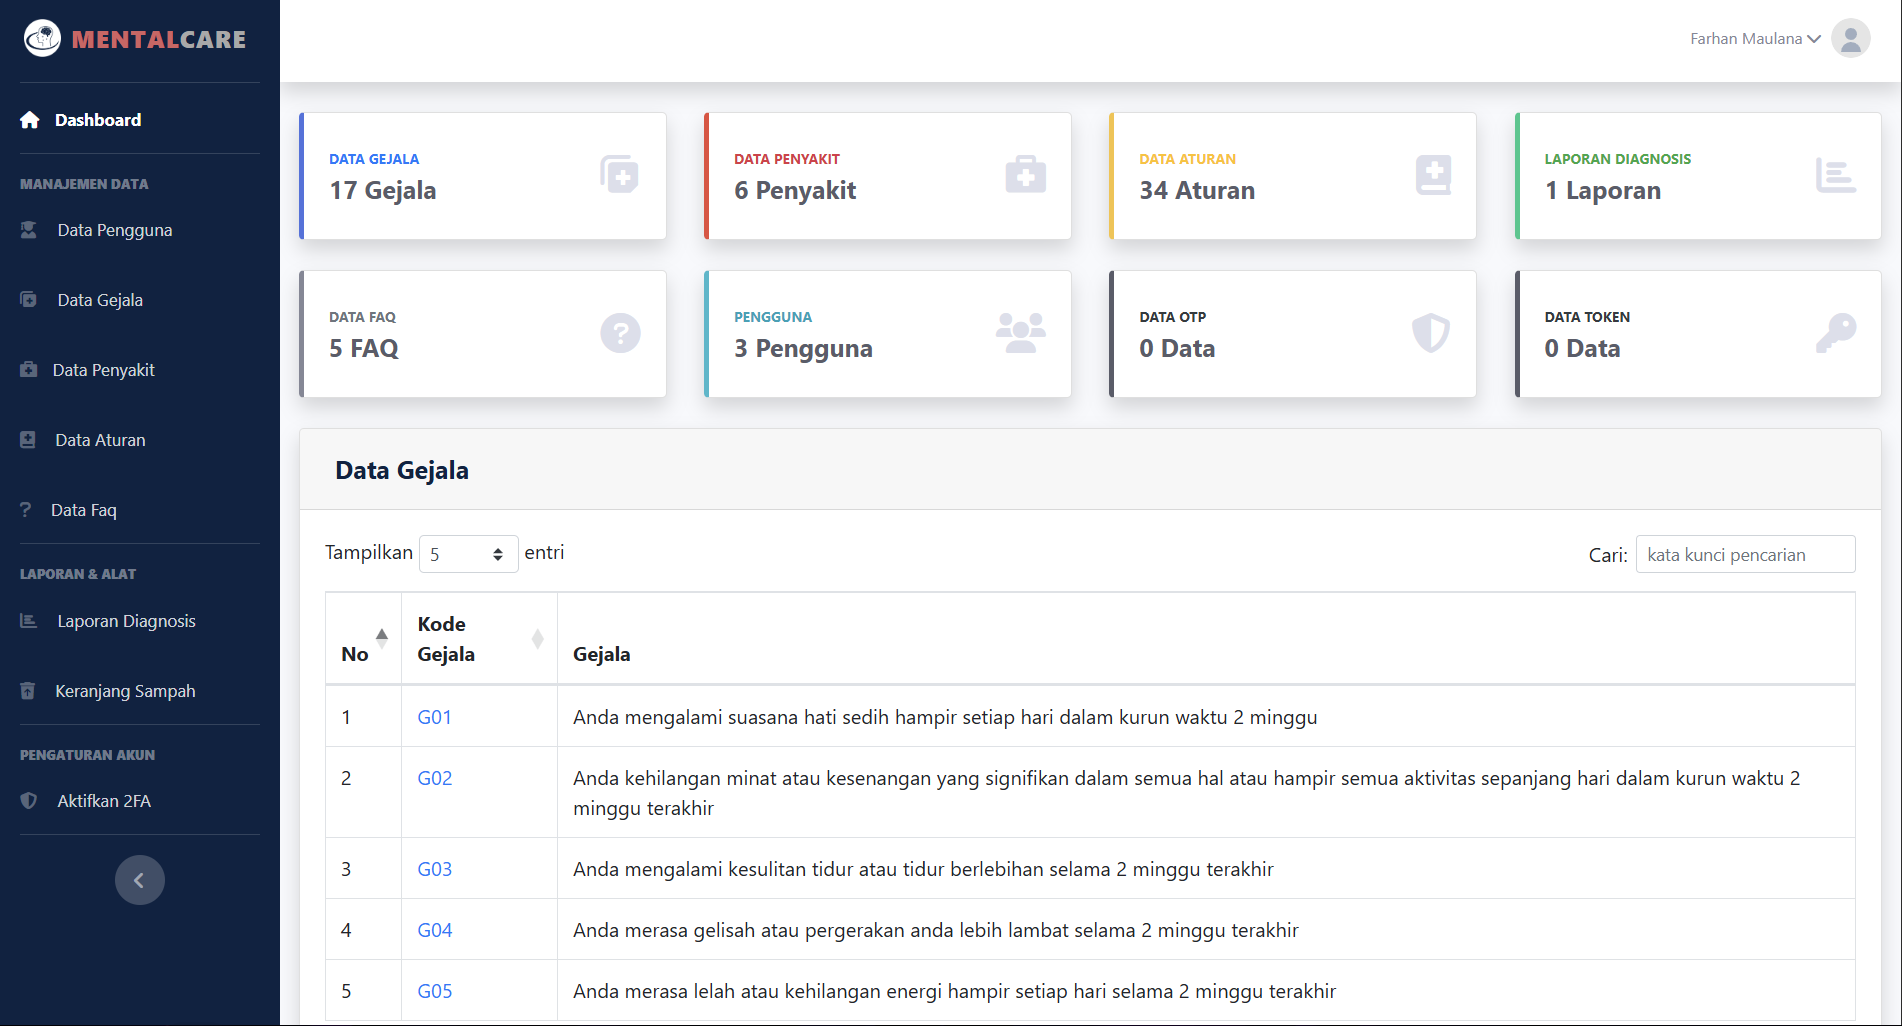 MENTALCARE
Farhan Maulana
Dashboard
MANAJEMEN DATA
Data Pengguna
Data Gejala
Data Penyakit
Data Aturan
? Data Faq
LAPORAN & ALAT
Laporan Diagnosis
Keranjang Sampah
PENGATURAN AKUN
Aktifkan 2FA
DATA GEJALA
17 Gejala
DATA PENYAKIT
6 Penyakit
DATA ATURAN
34 Aturan
LAPORAN DIAGNOSIS
1 Laporan
DATA FAQ
5 FAQ
?
PENGGUNA
3 Pengguna
DATA OTP
0 Data
DATA TOKEN
0 Data
Data Gejala
Tampilkan 5 entri
Cari: kata kunci pencarian
No
Kode
Gejala
Gejala
1 G01 Anda mengalami suasana hati sedih hampir setiap hari dalam kurun waktu 2 minggu
2 G02 Anda kehilangan minat atau kesenangan yang signifikan dalam semua hal atau hampir semua aktivitas sepanjang hari dalam kurun waktu 2
minggu terakhir
3 G03 Anda mengalami kesulitan tidur atau tidur berlebihan selama 2 minggu terakhir
4 G04 Anda merasa gelisah atau pergerakan anda lebih lambat selama 2 minggu terakhir
5 G05 Anda merasa lelah atau kehilangan energi hampir setiap hari selama 2 minggu terakhir